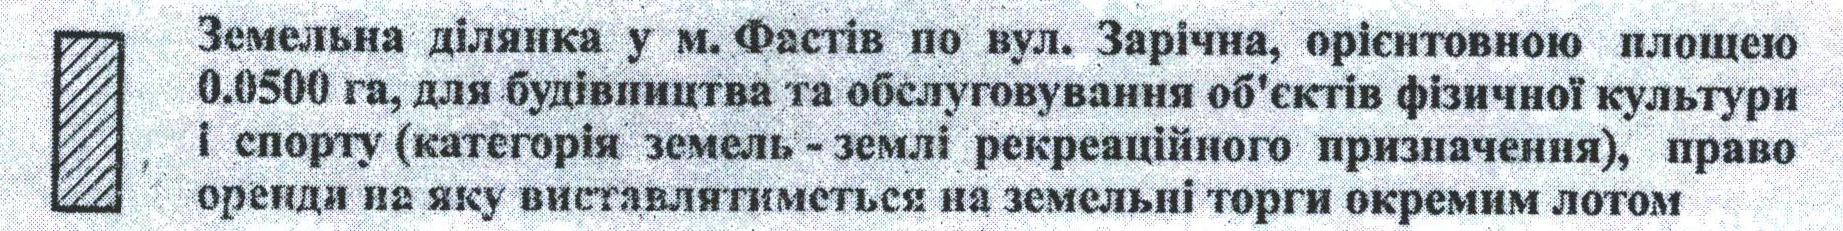 Земельна ділянка у м. Фастів по вул. Зарічна, орієнтовною площею
0.0500 га, для будівництва та обслуговування об'єктів фізичної культури
і спорту (категорія земель - землі рекреаційного призначення), право
оренди на яку виставлятиметься на земельні торги окремим лотом